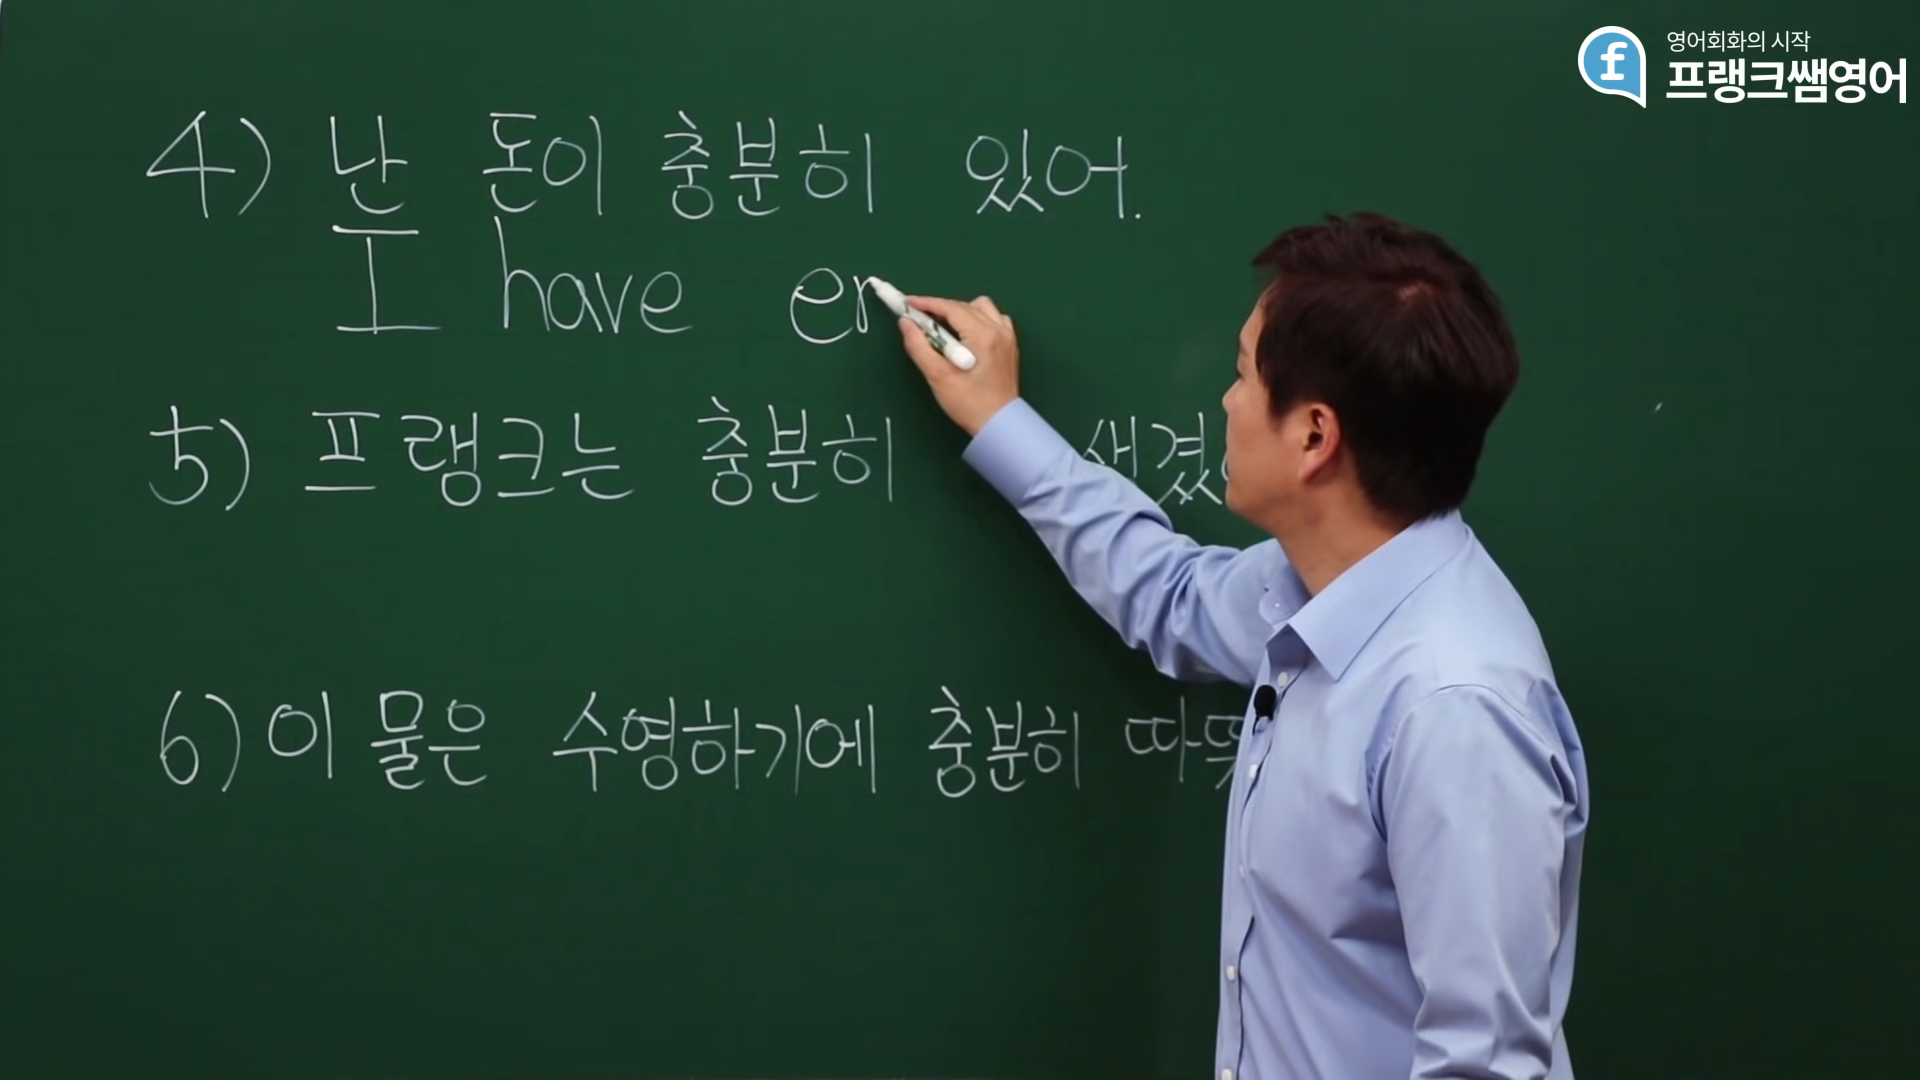 영어회화의 시작
프랭크쌤영어
4) 난 돈이 충분히 있어.
I have en
5) 프랭크는 충분히 생겼
6) 이 물은 수영하기에 충분히